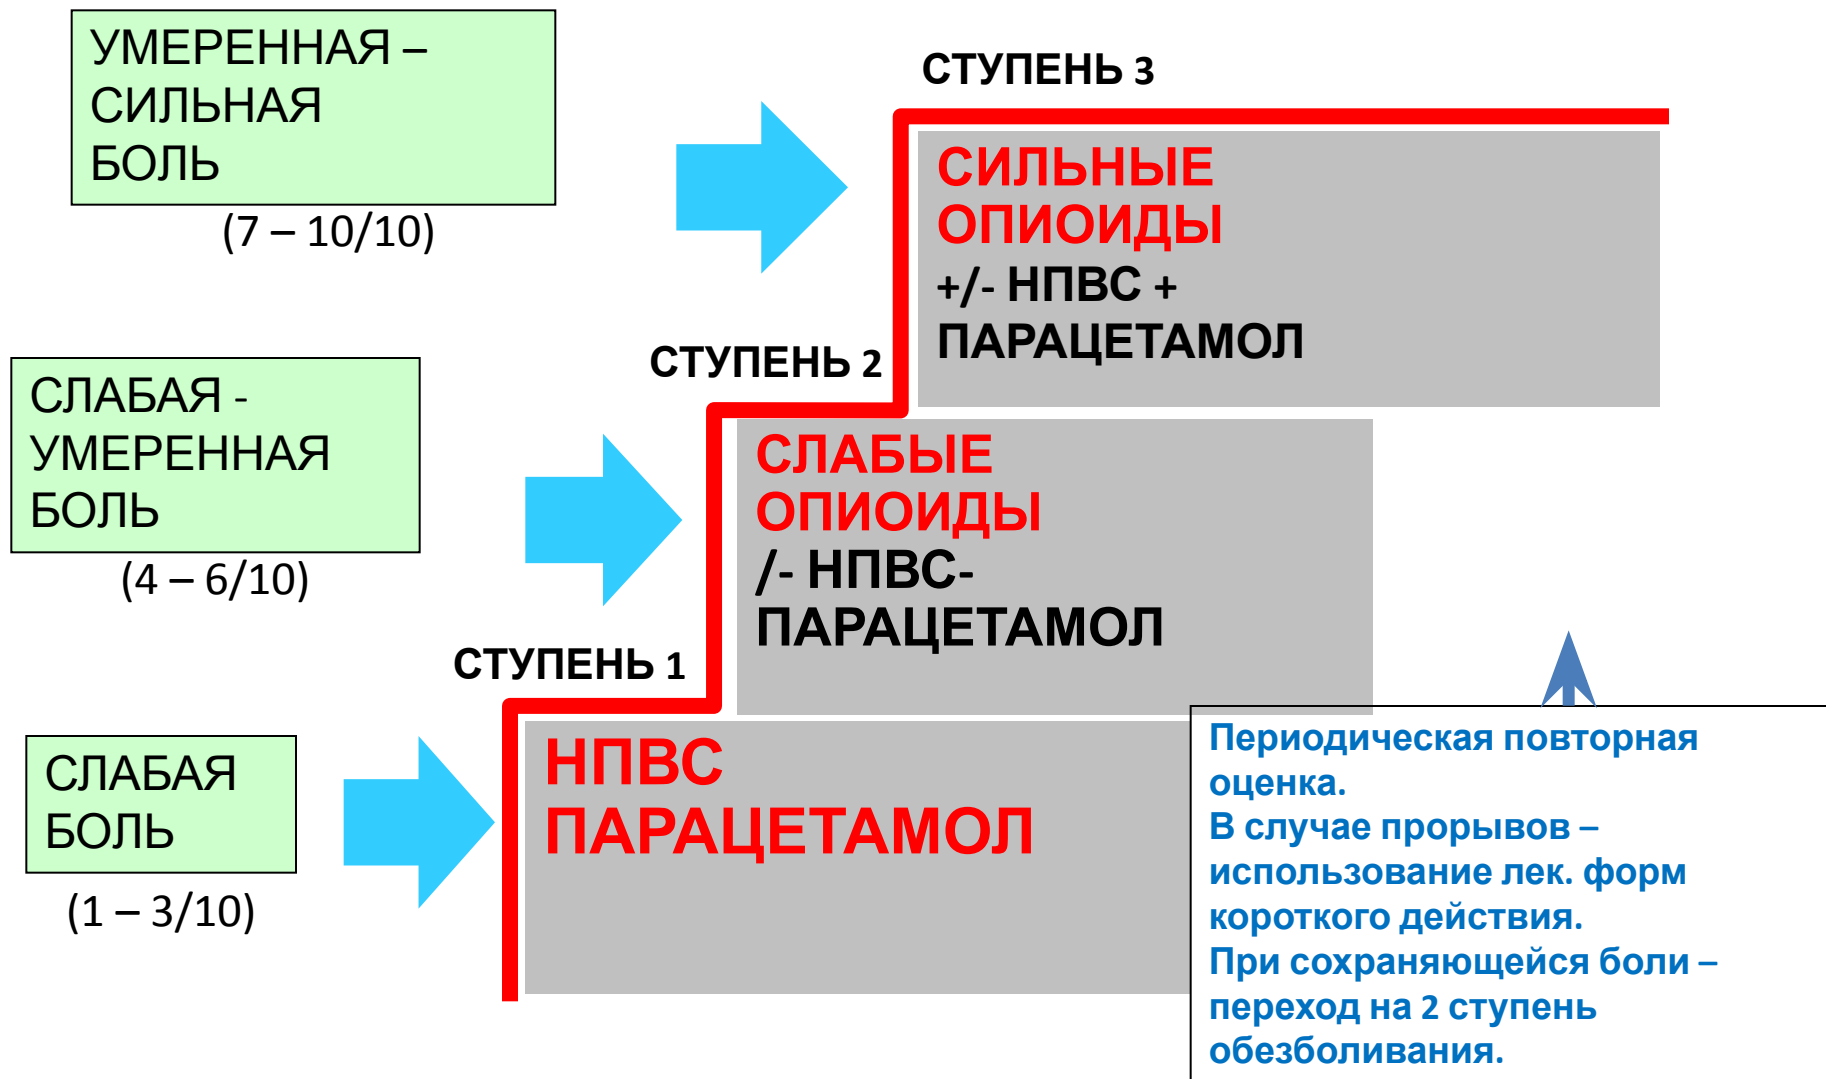 УМЕРЕННАЯ –
СИЛЬНАЯ
БОЛЬ
(7 – 10/10)
СТУПЕНЬ 3
СИЛЬНЫЕ
ОПИОИДЫ
+/- НПВС +
ПАРАЦЕТАМОЛ
СЛАБАЯ -
УМЕРЕННАЯ
БОЛЬ
(4 – 6/10)
СТУПЕНЬ 2
СЛАБЫЕ
ОПИОИДЫ
/- НПВС-
ПАРАЦЕТАМОЛ
СЛАБАЯ
БОЛЬ
(1 – 3/10)
СТУПЕНЬ 1
НПВС
ПАРАЦЕТАМОЛ
Периодическая повторная
оценка.
В случае прорывов –
использование лек. форм
короткого действия.
При сохраняющейся боли –
переход на 2 ступень
обезболивания.